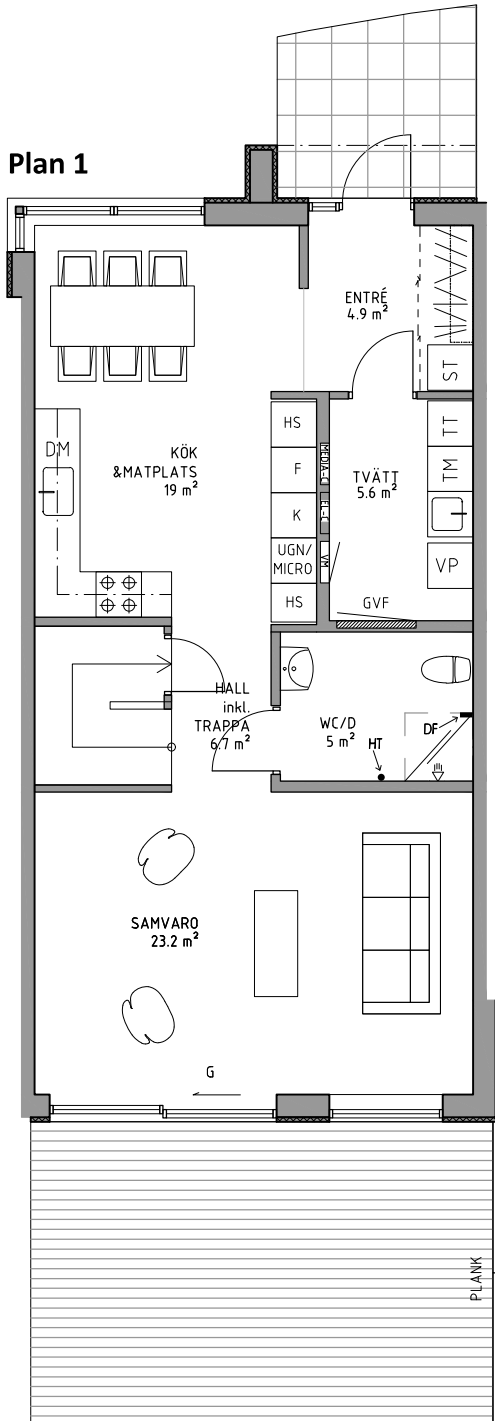 Plan 1
ENTRÉ
4.9 m²
ST
HS
F
K
UGN/
MICRO
HS
MEDIA-C
EL-C
VM
DM
KÖK
&MATPLATS
19 m²
TVÄTT
5.6 m²
TT
TM
VP
GVF
HALL
inkl.
TRAPPA
6.7 m²
WC/D
5 m²
HT
DF
SAMVARO
23.2 m²
G
PLANK